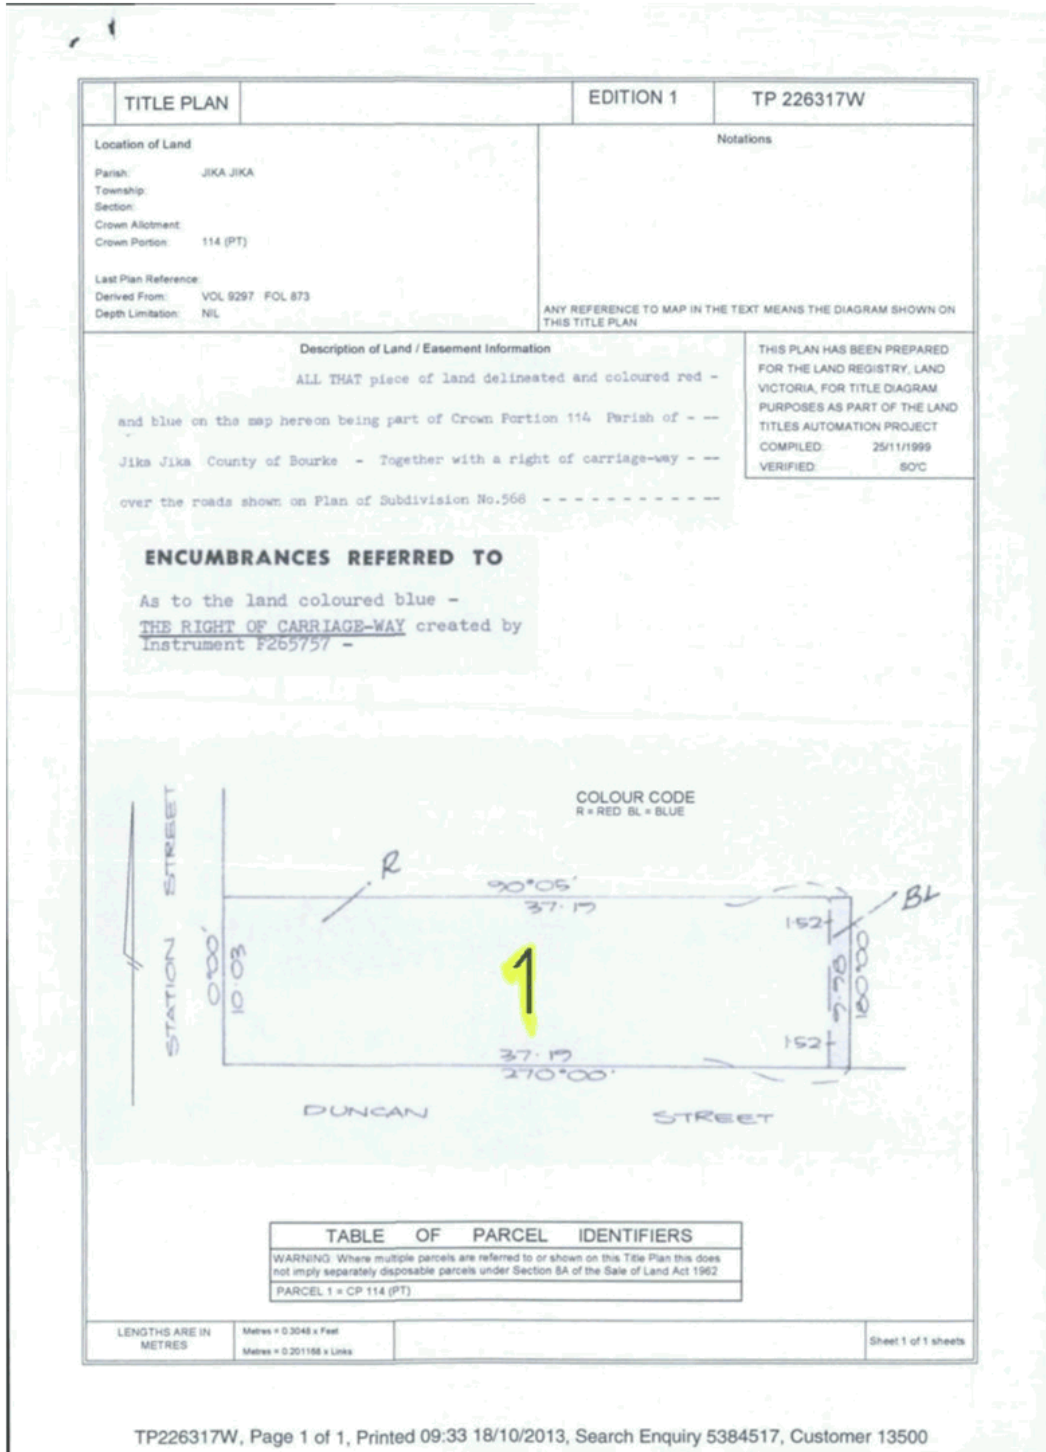 TITLE PLAN
EDITION 1
TP 226317W
Location of Land
Parish: JIKA JIKA
Township:
Section:
Crown Allotment:
Crown Portion: 114 (PT)
Last Plan Reference:
Derived From: VOL 9297 FOL 873
Depth Limitation: NIL
Notations
ANY REFERENCE TO MAP IN THE TEXT MEANS THE DIAGRAM SHOWN ON
THIS TITLE PLAN
Description of Land / Easement Information
ALL THAT piece of land delineated and coloured red -
and blue on the map hereon being part of Crown Portion 114 Parish of - --
Jika Jika County of Bourke - Together with a right of carriage-way - --
over the roads shown on Plan of Subdivision No.568 - - - - - - - - - - - --
THIS PLAN HAS BEEN PREPARED
FOR THE LAND REGISTRY, LAND
VICTORIA, FOR TITLE DIAGRAM
PURPOSES AS PART OF THE LAND
TITLES AUTOMATION PROJECT
COMPILED: 25/11/1999
VERIFIED: SO'C
ENCUMBRANCES REFERRED TO
As to the land coloured blue -
THE RIGHT OF CARRIAGE-WAY created by
Instrument F265757 -
COLOUR CODE
R = RED BL = BLUE
STATION STREET
R
90°05'
37·19
BL
1·52
0°00'
10·03
1
9·98
180°00'
1·52
37·19
270°00'
DUNCAN STREET
TABLE OF PARCEL IDENTIFIERS
WARNING: Where multiple parcels are referred to or shown on this Title Plan this does
not imply separately disposable parcels under Section 8A of the Sale of Land Act 1962
PARCEL 1 = CP 114 (PT)
LENGTHS ARE IN
METRES
Metres = 0.3048 x Feet
Metres = 0.201168 x Links
Sheet 1 of 1 sheets
TP226317W, Page 1 of 1, Printed 09:33 18/10/2013, Search Enquiry 5384517, Customer 13500